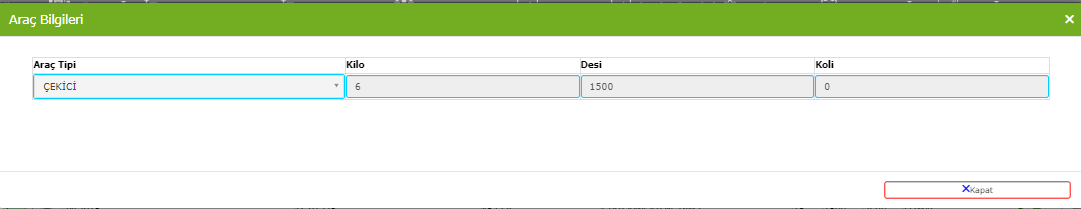 Araç Bilgileri
Araç Tipi Kilo Desi Koli
ÇEKİCİ 6 1500 0
Kapat